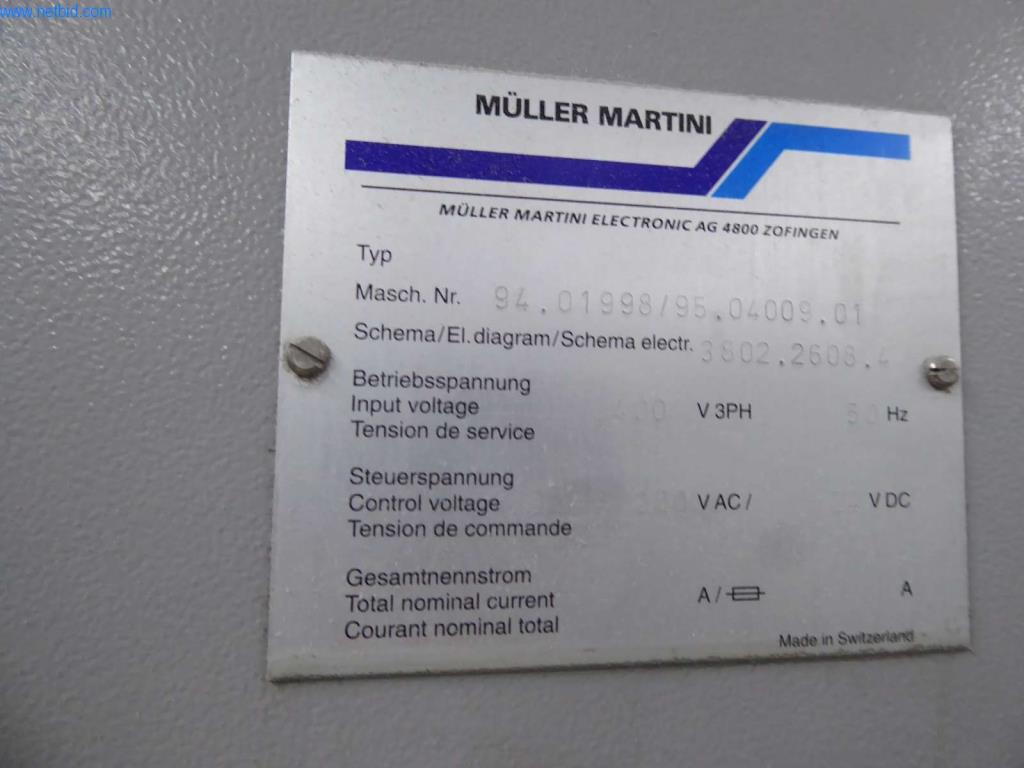 www.netbid.com
MÜLLER MARTINI
MÜLLER MARTINI ELECTRONIC AG 4800 ZOFINGEN
Typ
Masch. Nr. 94.01998/95.04009.01
Schema/El.diagram/Schema electr. 3802.2608.4
Betriebsspannung
Input voltage 400 V 3PH 50 Hz
Tension de service
Steuerspannung
Control voltage V AC / V DC
Tension de commande
Gesamtnennstrom
Total nominal current A / A
Courant nominal total
Made in Switzerland